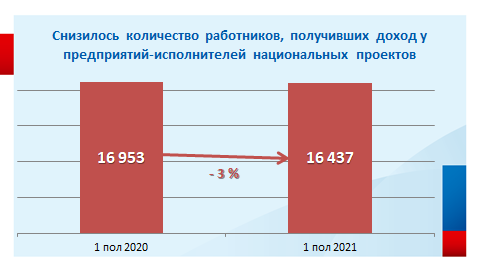 Снизилось количество работников, получивших доход у
предприятий-исполнителей национальных проектов
16 953
16 437
- 3 %
1 пол 2020
1 пол 2021